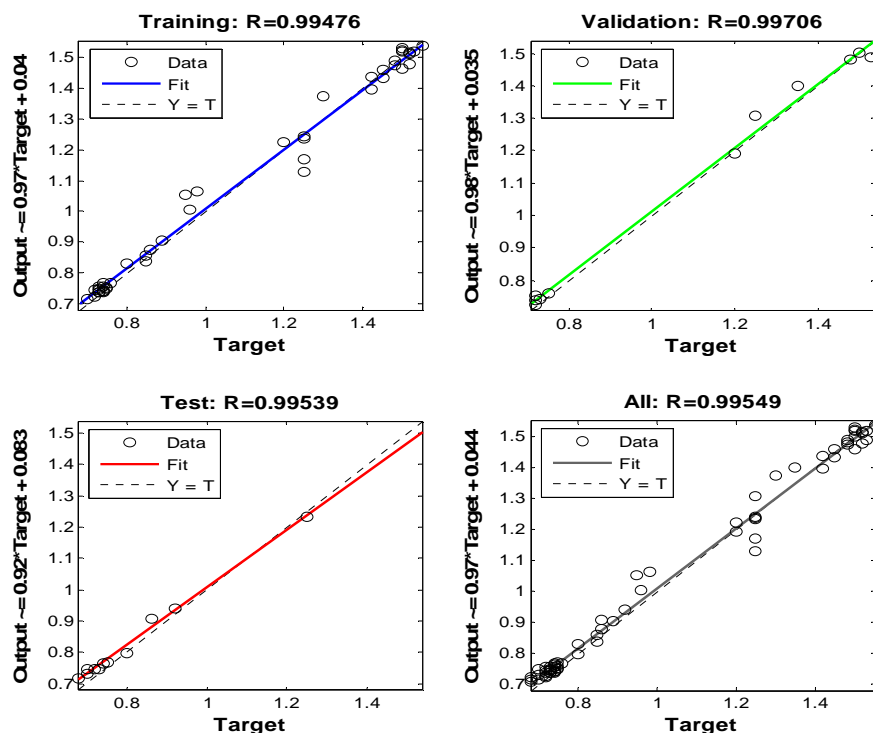 Training: R=0.99476
Output ~= 0.97*Target + 0.04
1.5
1.4
1.3
1.2
1.1
1
0.9
0.8
0.7
Data
Fit
Y = T
0.8
1
1.2
1.4
Target
Validation: R=0.99706
Output ~= 0.98*Target + 0.035
1.5
1.4
1.3
1.2
1.1
1
0.9
0.8
Data
Fit
Y = T
0.8
1
1.2
1.4
Target
Test: R=0.99539
Output ~= 0.92*Target + 0.083
1.5
1.4
1.3
1.2
1.1
1
0.9
0.8
0.7
Data
Fit
Y = T
0.8
1
1.2
1.4
Target
All: R=0.99549
Output ~= 0.97*Target + 0.044
1.5
1.4
1.3
1.2
1.1
1
0.9
0.8
0.7
Data
Fit
Y = T
0.8
1
1.2
1.4
Target